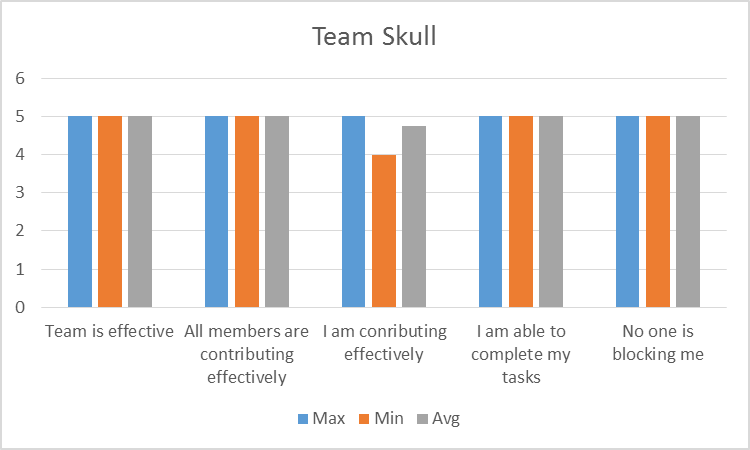 Team Skull
6
5
4
3
2
1
0
Team is effective
All members are
contributing
effectively
I am conributing
effectively
I am able to
complete my
tasks
No one is
blocking me
Max Min Avg